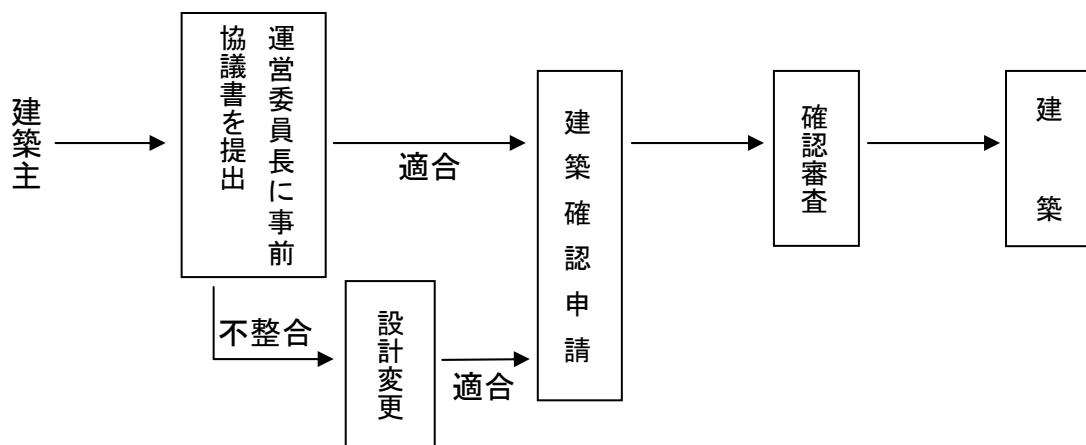 建築主
運営委員長に事前
協議書を提出
適合
不整合
設計変更
適合
建築確認申請
確認審査
建築